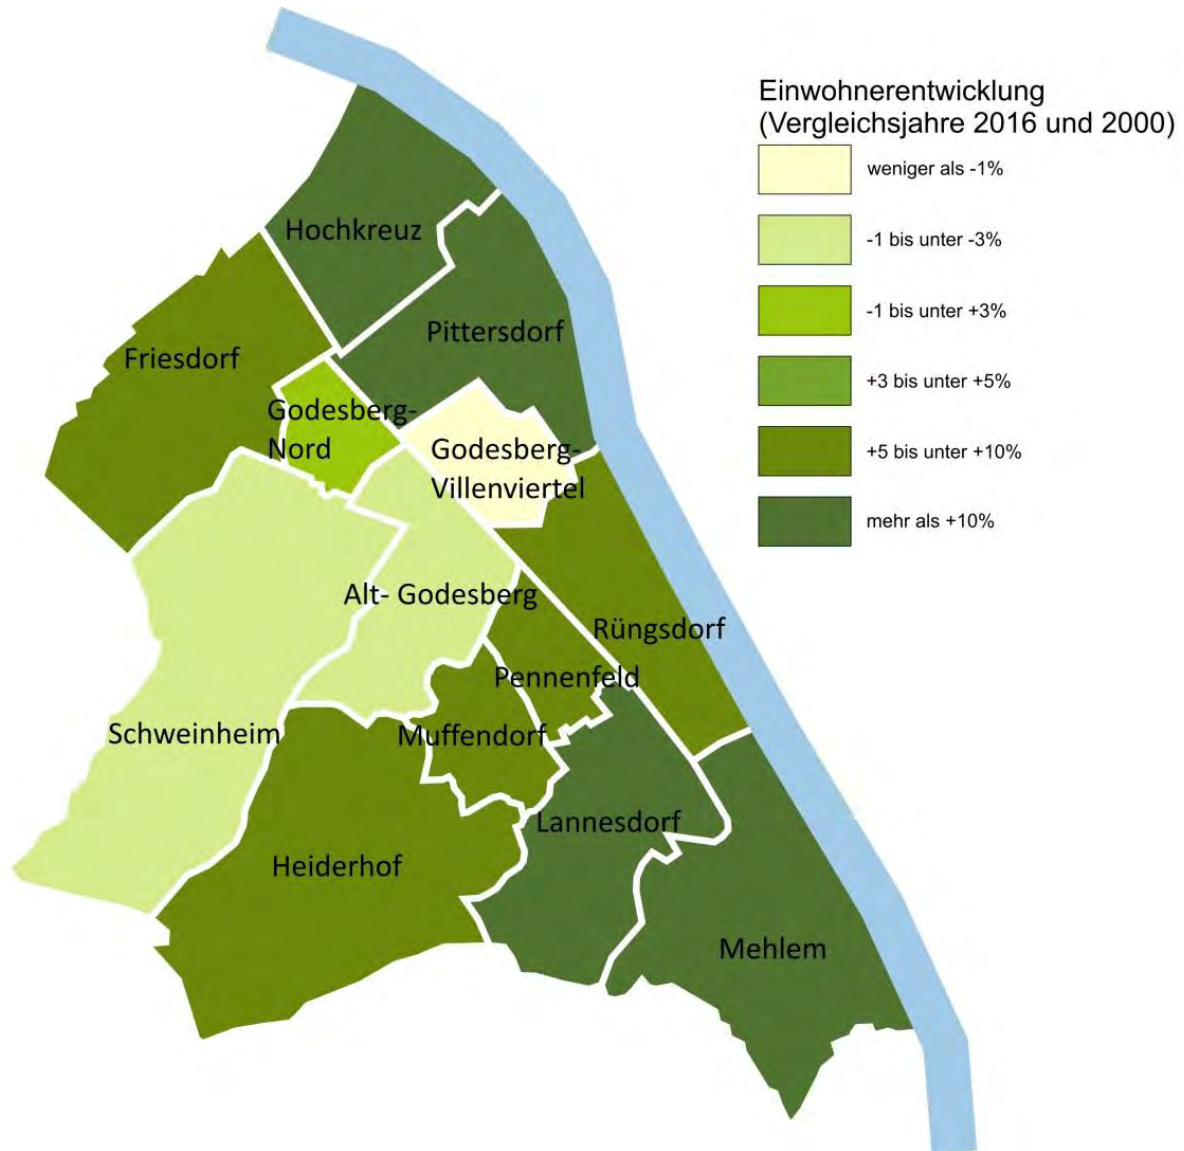 Einwohnerentwicklung
(Vergleichsjahre 2016 und 2000)
weniger als -1%
-1 bis unter -3%
-1 bis unter +3%
+3 bis unter +5%
+5 bis unter +10%
mehr als +10%
Hochkreuz
Pittersdorf
Friesdorf
Godesberg-
Nord
Godesberg-
Villenviertel
Alt- Godesberg
Rüngsdorf
Pennenfeld
Schweinheim
Muffendorf
Lannesdorf
Heiderhof
Mehlem